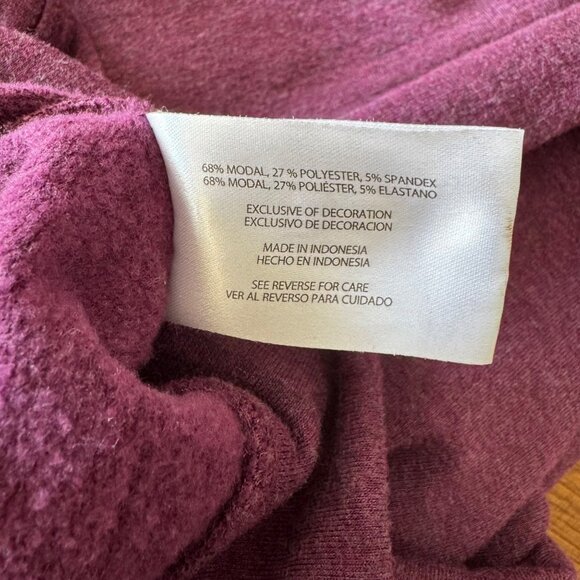 68% MODAL, 27 % POLYESTER, 5% SPANDEX
68% MODAL, 27% POLIÉSTER, 5% ELASTANO
EXCLUSIVE OF DECORATION
EXCLUSIVO DE DECORACION
MADE IN INDONESIA
HECHO EN INDONESIA
SEE REVERSE FOR CARE
VER AL REVERSO PARA CUIDADO